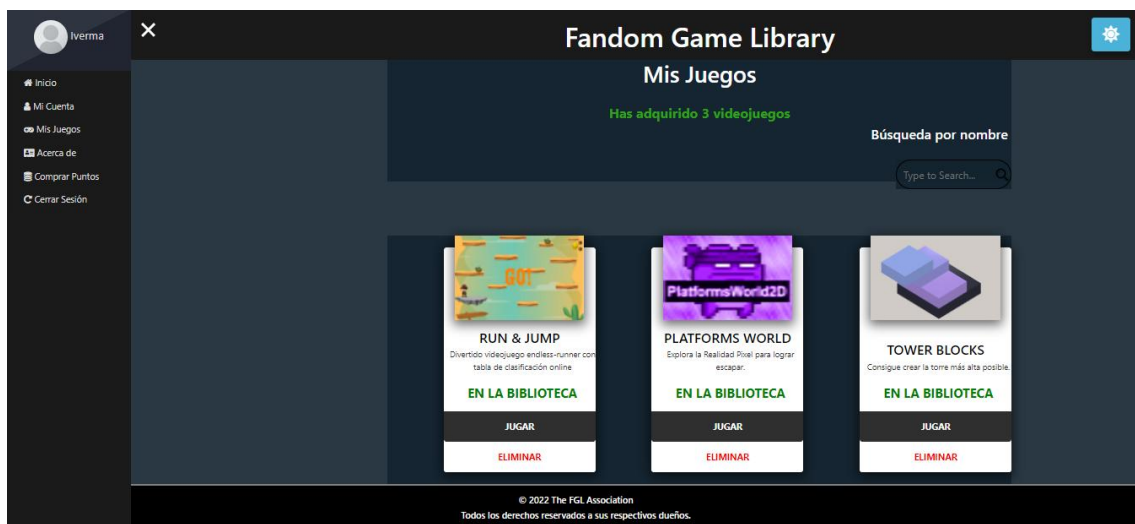 Iverma
Inicio
Mi Cuenta
Mis Juegos
Acerca de
Comprar Puntos
Cerrar Sesión
Fandom Game Library
Mis Juegos
Has adquirido 3 videojuegos
Búsqueda por nombre
Type to Search...
GO!
RUN & JUMP
Divertido videojuego endless-runner con
tabla de clasificación online
EN LA BIBLIOTECA
JUGAR
ELIMINAR
PlatformsWorld2D
PLATFORMS WORLD
Explora la Realidad Pixel para lograr
escapar.
EN LA BIBLIOTECA
JUGAR
ELIMINAR
TOWER BLOCKS
Consigue crear la torre más alta posible.
EN LA BIBLIOTECA
JUGAR
ELIMINAR
© 2022 The FGL Association
Todos los derechos reservados a sus respectivos dueños.